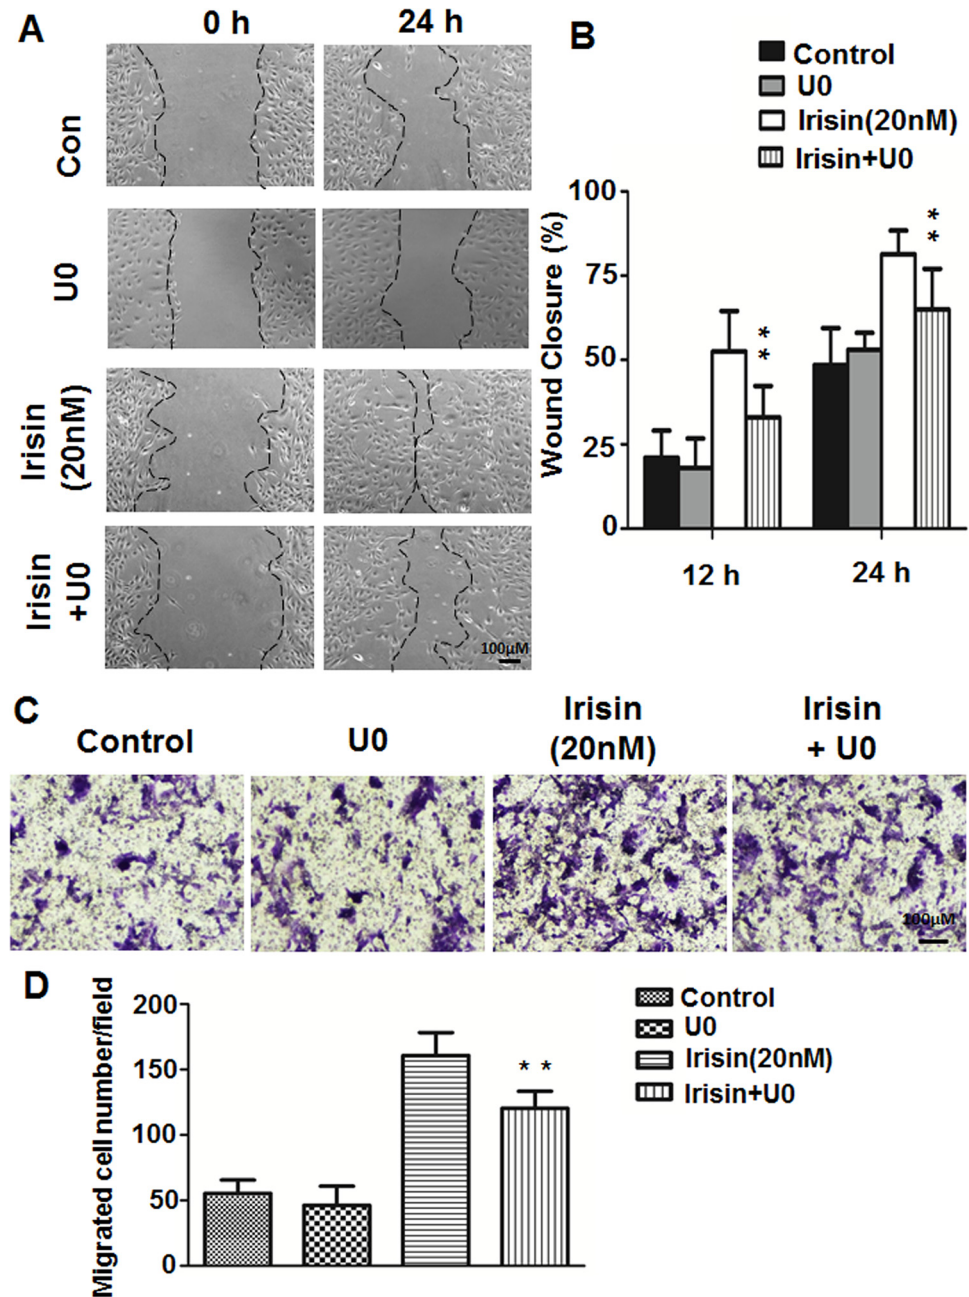 A
0 h
24 h
Con
U0
Irisin
(20nM)
Irisin
+U0
100μM
B
Control
U0
Irisin(20nM)
Irisin+U0
Wound Closure (%)
100
75
50
25
0
* *
* *
12 h
24 h
C
Control
U0
Irisin
(20nM)
Irisin
+ U0
100μM
D
Migrated cell number/field
200
150
100
50
0
* *
Control
U0
Irisin(20nM)
Irisin+U0